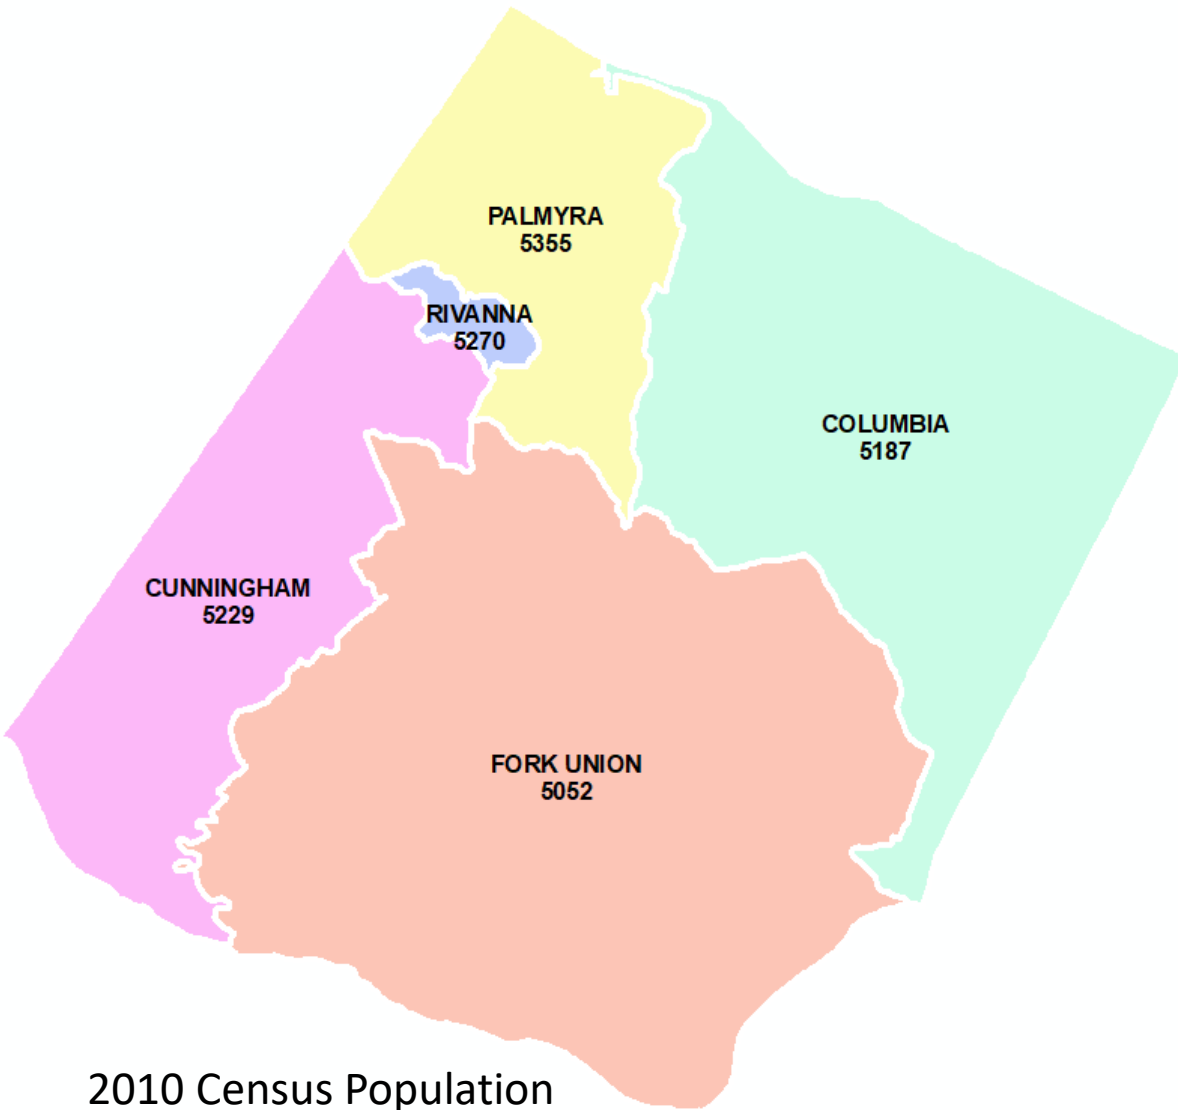 PALMYRA
5355
RIVANNA
5270
COLUMBIA
5187
CUNNINGHAM
5229
FORK UNION
5052
2010 Census Population